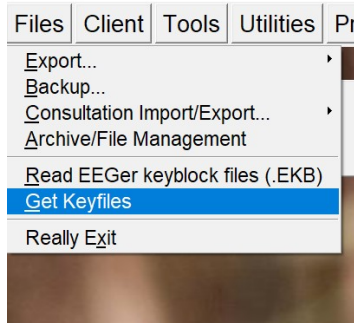 Files Client Tools Utilities
Export...
Backup...
Consultation Import/Export...
Archive/File Management
Read EEGer keyblock files (.EKB)
Get Keyfiles
Really Exit